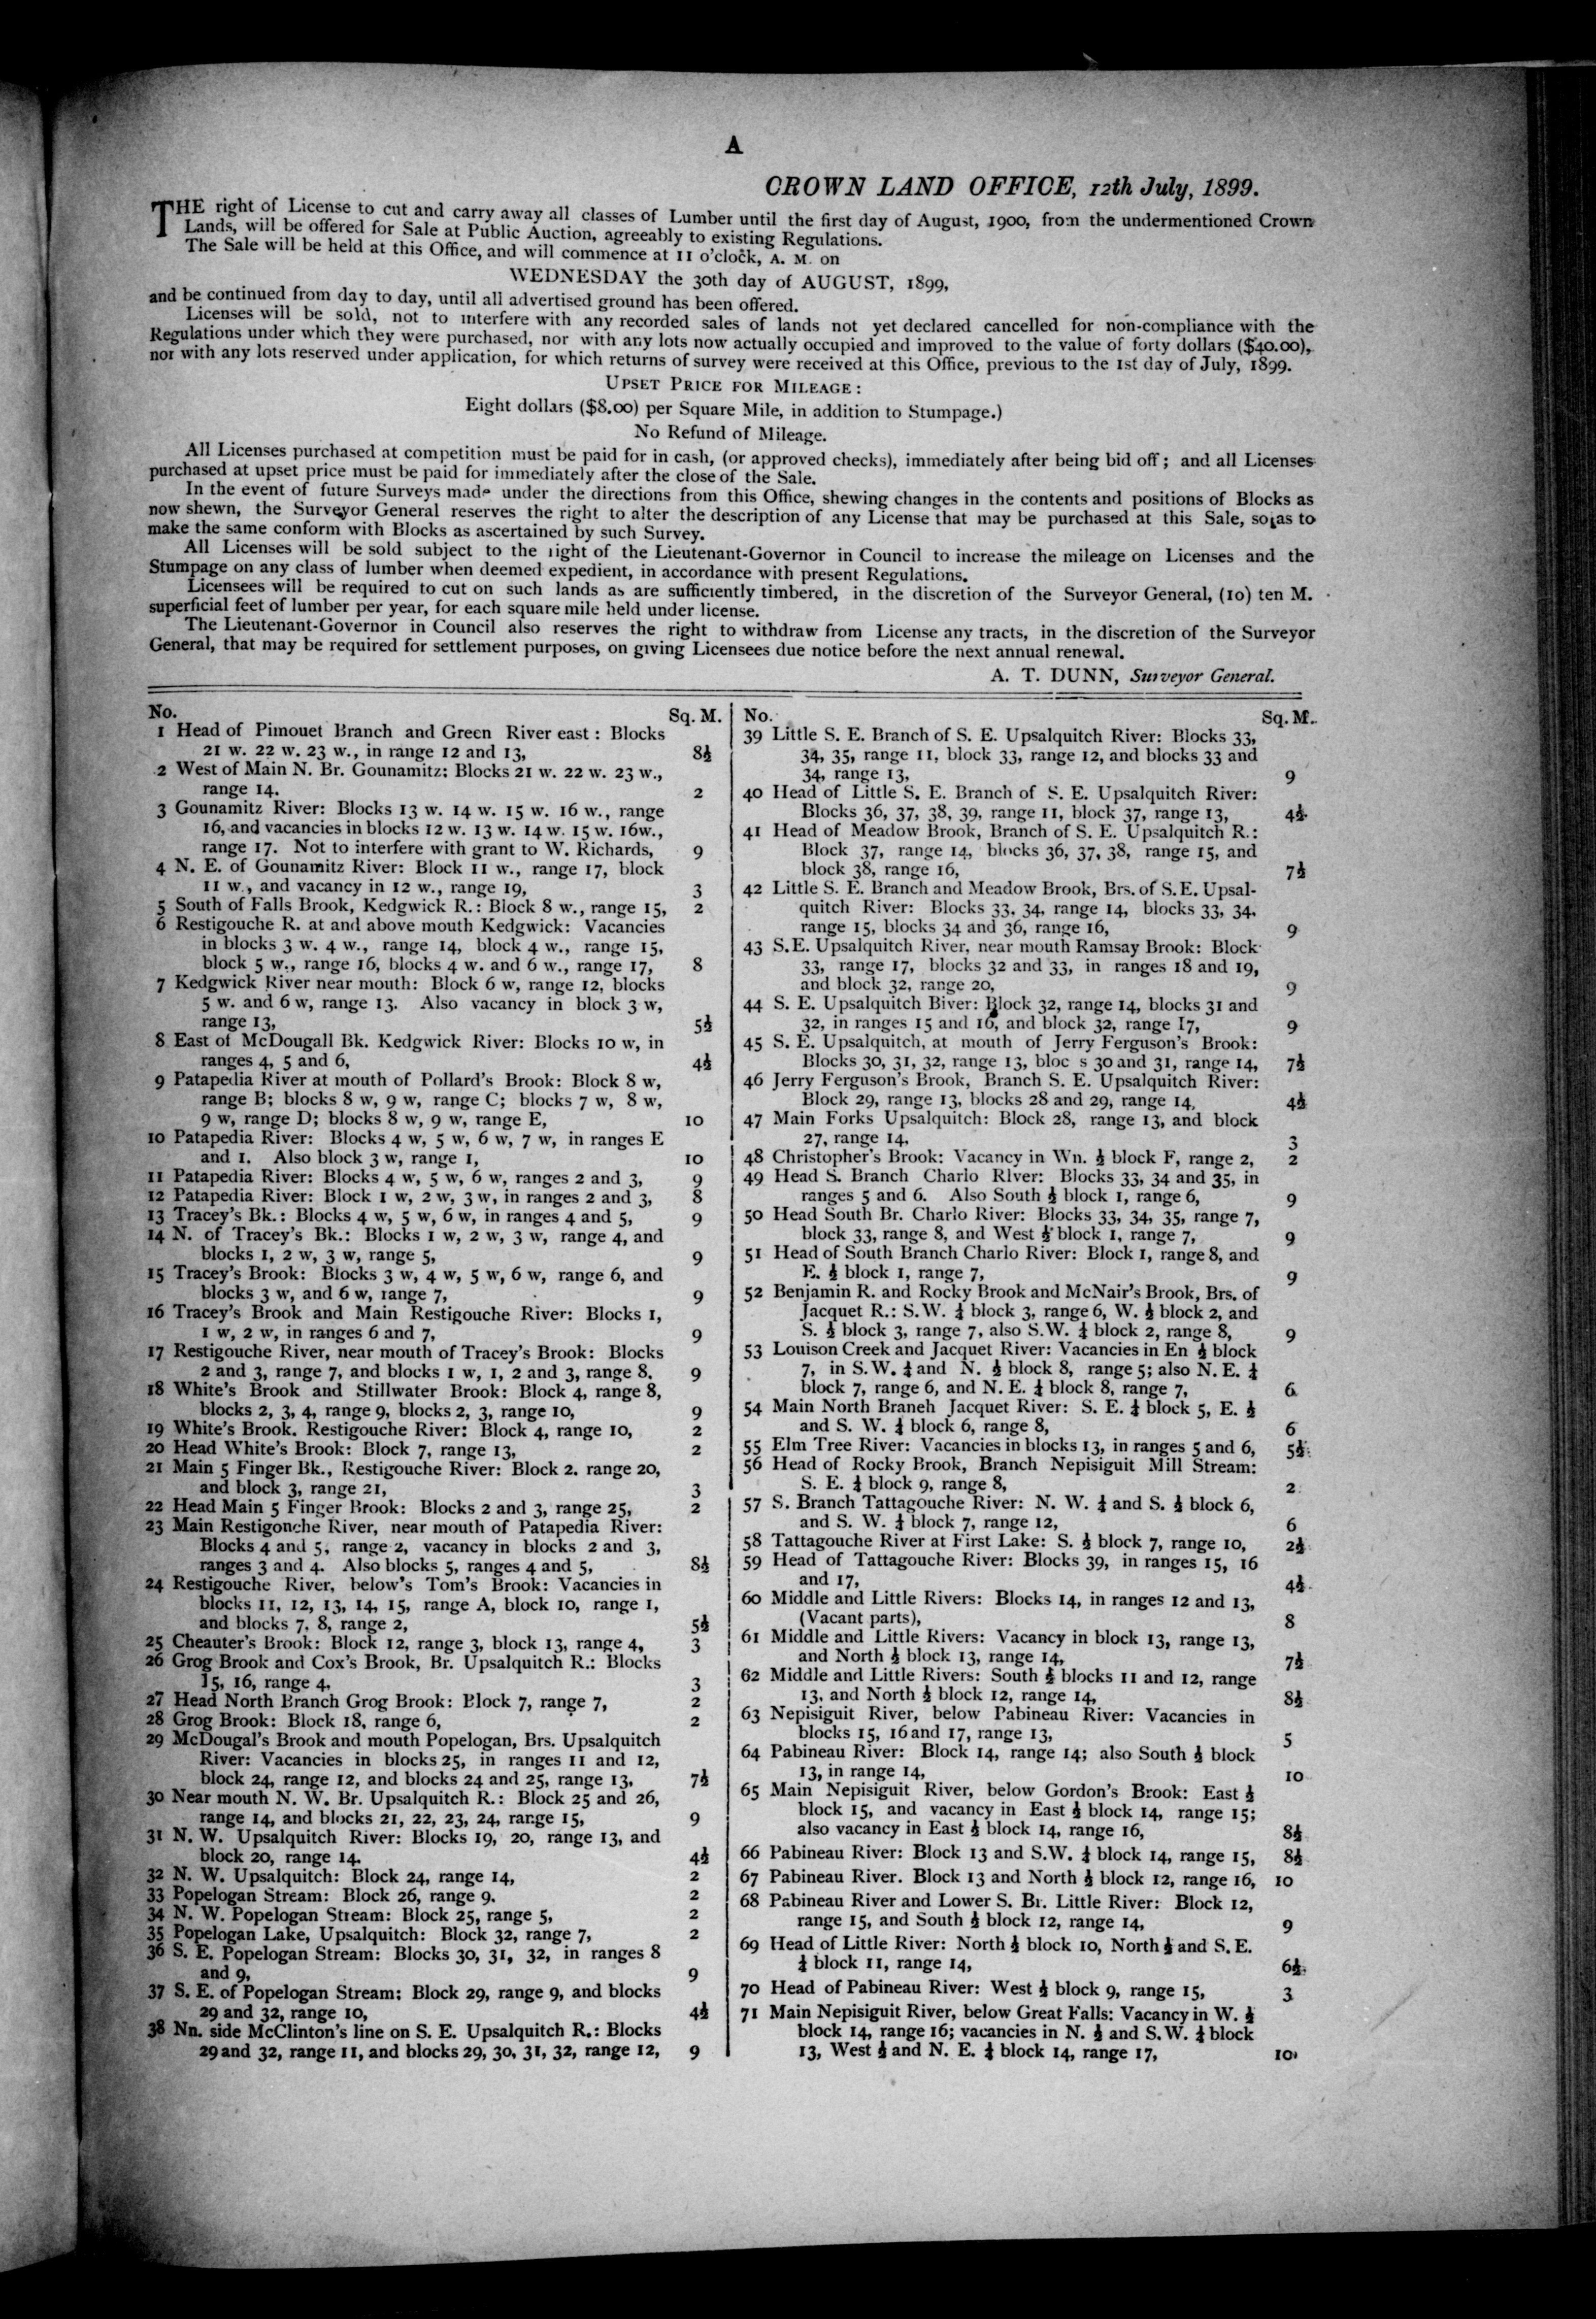 A
CROWN LAND OFFICE, 12th July, 1899.
THE right of License to cut and carry away all classes of Lumber until the first day of August, 1900, from the undermentioned Crown
Lands, will be offered for Sale at Public Auction, agreeably to existing Regulations.
The Sale will be held at this Office, and will commence at 11 o'clock, A. M. on
WEDNESDAY the 30th day of AUGUST, 1899,
and be continued from day to day, until all advertised ground has been offered.
Licenses will be sold, not to interfere with any recorded sales of lands not yet declared cancelled for non-compliance with the
Regulations under which they were purchased, nor with any lots now actually occupied and improved to the value of forty dollars ($40.00),
nor with any lots reserved under application, for which returns of survey were received at this Office, previous to the 1st day of July, 1899.
UPSET PRICE FOR MILEAGE:
Eight dollars ($8.00) per Square Mile, in addition to Stumpage.)
No Refund of Mileage.
All Licenses purchased at competition must be paid for in cash, (or approved checks), immediately after being bid off; and all Licenses
purchased at upset price must be paid for immediately after the close of the Sale.
In the event of future Surveys made under the directions from this Office, shewing changes in the contents and positions of Blocks as
now shewn, the Surveyor General reserves the right to alter the description of any License that may be purchased at this Sale, so as to
make the same conform with Blocks as ascertained by such Survey.
All Licenses will be sold subject to the right of the Lieutenant-Governor in Council to increase the mileage on Licenses and the
Stumpage on any class of lumber when deemed expedient, in accordance with present Regulations.
Licensees will be required to cut on such lands as are sufficiently timbered, in the discretion of the Surveyor General, (10) ten M.
superficial feet of lumber per year, for each square mile held under license.
The Lieutenant-Governor in Council also reserves the right to withdraw from License any tracts, in the discretion of the Surveyor
General, that may be required for settlement purposes, on giving Licensees due notice before the next annual renewal.
A. T. DUNN, Surveyor General.
No. Sq. M.
1 Head of Pimouet Branch and Green River east: Blocks
21 w. 22 w. 23 w., in range 12 and 13, 8½
2 West of Main N. Br. Gounamitz: Blocks 21 w. 22 w. 23 w.,
range 14. 2
3 Gounamitz River: Blocks 13 w. 14 w. 15 w. 16 w., range
16, and vacancies in blocks 12 w. 13 w. 14 w. 15 w. 16w.,
range 17. Not to interfere with grant to W. Richards, 9
4 N. E. of Gounamitz River: Block 11 w., range 17, block
11 w., and vacancy in 12 w., range 19, 3
5 South of Falls Brook, Kedgwick R.: Block 8 w., range 15, 2
6 Restigouche R. at and above mouth Kedgwick: Vacancies
in blocks 3 w. 4 w., range 14, block 4 w., range 15,
block 5 w., range 16, blocks 4 w. and 6 w., range 17, 8
7 Kedgwick River near mouth: Block 6 w, range 12, blocks
5 w. and 6 w, range 13. Also vacancy in block 3 w,
range 13, 5½
8 East of McDougall Bk. Kedgwick River: Blocks 10 w, in
ranges 4, 5 and 6, 4½
9 Patapedia River at mouth of Pollard's Brook: Block 8 w,
range B; blocks 8 w, 9 w, range C; blocks 7 w, 8 w,
9 w, range D; blocks 8 w, 9 w, range E, 10
10 Patapedia River: Blocks 4 w, 5 w, 6 w, 7 w, in ranges E
and 1. Also block 3 w, range 1, 10
11 Patapedia River: Blocks 4 w, 5 w, 6 w, ranges 2 and 3, 9
12 Patapedia River: Block 1 w, 2 w, 3 w, in ranges 2 and 3, 8
13 Tracey's Bk.: Blocks 4 w, 5 w, 6 w, in ranges 4 and 5, 9
14 N. of Tracey's Bk.: Blocks 1 w, 2 w, 3 w, range 4, and
blocks 1, 2 w, 3 w, range 5, 9
15 Tracey's Brook: Blocks 3 w, 4 w, 5 w, 6 w, range 6, and
blocks 3 w, and 6 w, range 7, 9
16 Tracey's Brook and Main Restigouche River: Blocks 1,
1 w, 2 w, in ranges 6 and 7, 9
17 Restigouche River, near mouth of Tracey's Brook: Blocks
2 and 3, range 7, and blocks 1 w, 1, 2 and 3, range 8. 9
18 White's Brook and Stillwater Brook: Block 4, range 8,
blocks 2, 3, 4, range 9, blocks 2, 3, range 10, 9
19 White's Brook. Restigouche River: Block 4, range 10, 2
20 Head White's Brook: Block 7, range 13, 2
21 Main 5 Finger Bk., Restigouche River: Block 2. range 20,
and block 3, range 21, 3
22 Head Main 5 Finger Brook: Blocks 2 and 3, range 25, 2
23 Main Restigonche River, near mouth of Patapedia River:
Blocks 4 and 5, range 2, vacancy in blocks 2 and 3,
ranges 3 and 4. Also blocks 5, ranges 4 and 5, 8½
24 Restigouche River, below's Tom's Brook: Vacancies in
blocks 11, 12, 13, 14, 15, range A, block 10, range 1,
and blocks 7, 8, range 2, 5½
25 Cheauter's Brook: Block 12, range 3, block 13, range 4, 3
26 Grog Brook and Cox's Brook, Br. Upsalquitch R.: Blocks
15, 16, range 4, 3
27 Head North Branch Grog Brook: Block 7, range 7, 2
28 Grog Brook: Block 18, range 6, 2
29 McDougal's Brook and mouth Popelogan, Brs. Upsalquitch
River: Vacancies in blocks 25, in ranges 11 and 12,
block 24, range 12, and blocks 24 and 25, range 13, 7½
30 Near mouth N. W. Br. Upsalquitch R.: Block 25 and 26,
range 14, and blocks 21, 22, 23, 24, range 15, 9
31 N. W. Upsalquitch River: Blocks 19, 20, range 13, and
block 20, range 14. 4½
32 N. W. Upsalquitch: Block 24, range 14, 2
33 Popelogan Stream: Block 26, range 9. 2
34 N. W. Popelogan Stream: Block 25, range 5, 2
35 Popelogan Lake, Upsalquitch: Block 32, range 7, 2
36 S. E. Popelogan Stream: Blocks 30, 31, 32, in ranges 8
and 9, 9
37 S. E. of Popelogan Stream: Block 29, range 9, and blocks
29 and 32, range 10, 4½
38 Nn. side McClinton's line on S. E. Upsalquitch R.: Blocks
29 and 32, range 11, and blocks 29, 30, 31, 32, range 12, 9
No. Sq. M.
39 Little S. E. Branch of S. E. Upsalquitch River: Blocks 33,
34, 35, range 11, block 33, range 12, and blocks 33 and
34, range 13, 9
40 Head of Little S. E. Branch of S. E. Upsalquitch River:
Blocks 36, 37, 38, 39, range 11, block 37, range 13, 4½
41 Head of Meadow Brook, Branch of S. E. Upsalquitch R.:
Block 37, range 14, blocks 36, 37, 38, range 15, and
block 38, range 16, 7½
42 Little S. E. Branch and Meadow Brook, Brs. of S. E. Upsal-
quitch River: Blocks 33, 34, range 14, blocks 33, 34,
range 15, blocks 34 and 36, range 16, 9
43 S. E. Upsalquitch River, near mouth Ramsay Brook: Block
33, range 17, blocks 32 and 33, in ranges 18 and 19,
and block 32, range 20, 9
44 S. E. Upsalquitch Biver: Block 32, range 14, blocks 31 and
32, in ranges 15 and 16, and block 32, range 17, 9
45 S. E. Upsalquitch, at mouth of Jerry Ferguson's Brook:
Blocks 30, 31, 32, range 13, bloc s 30 and 31, range 14, 7½
46 Jerry Ferguson's Brook, Branch S. E. Upsalquitch River:
Block 29, range 13, blocks 28 and 29, range 14, 4½
47 Main Forks Upsalquitch: Block 28, range 13, and block
27, range 14, 3
48 Christopher's Brook: Vacancy in Wn. ½ block F, range 2, 2
49 Head S. Branch Charlo River: Blocks 33, 34 and 35, in
ranges 5 and 6. Also South ½ block 1, range 6, 9
50 Head South Br. Charlo River: Blocks 33, 34, 35, range 7,
block 33, range 8, and West ½ block 1, range 7, 9
51 Head of South Branch Charlo River: Block 1, range 8, and
E. ½ block 1, range 7, 9
52 Benjamin R. and Rocky Brook and McNair's Brook, Brs. of
Jacquet R.: S.W. ¼ block 3, range 6, W. ½ block 2, and
S. ½ block 3, range 7, also S.W. ¼ block 2, range 8, 9
53 Louison Creek and Jacquet River: Vacancies in En ½ block
7, in S.W. ¼ and N. ½ block 8, range 5; also N. E. ¼
block 7, range 6, and N. E. ¼ block 8, range 7, 6
54 Main North Braneh Jacquet River: S. E. ¼ block 5, E. ½
and S. W. ¼ block 6, range 8, 6
55 Elm Tree River: Vacancies in blocks 13, in ranges 5 and 6, 5½
56 Head of Rocky Brook, Branch Nepisiguit Mill Stream:
S. E. ¼ block 9, range 8, 2
57 S. Branch Tattagouche River: N. W. ¼ and S. ½ block 6,
and S. W. ¼ block 7, range 12, 6
58 Tattagouche River at First Lake: S. ½ block 7, range 10, 2½
59 Head of Tattagouche River: Blocks 39, in ranges 15, 16
and 17, 4½
60 Middle and Little Rivers: Blocks 14, in ranges 12 and 13,
(Vacant parts), 8
61 Middle and Little Rivers: Vacancy in block 13, range 13,
and North ½ block 13, range 14, 7½
62 Middle and Little Rivers: South ½ blocks 11 and 12, range
13, and North ½ block 12, range 14, 8½
63 Nepisiguit River, below Pabineau River: Vacancies in
blocks 15, 16 and 17, range 13, 5
64 Pabineau River: Block 14, range 14; also South ½ block
13, in range 14, 10
65 Main Nepisiguit River, below Gordon's Brook: East ½
block 15, and vacancy in East ½ block 14, range 15;
also vacancy in East ½ block 14, range 16, 8½
66 Pabineau River: Block 13 and S.W. ¼ block 14, range 15, 8½
67 Pabineau River. Block 13 and North ½ block 12, range 16, 10
68 Pabineau River and Lower S. Br. Little River: Block 12,
range 15, and South ½ block 12, range 14, 9
69 Head of Little River: North ½ block 10, North ½ and S. E.
¼ block 11, range 14, 6½
70 Head of Pabineau River: West ½ block 9, range 15, 3
71 Main Nepisiguit River, below Great Falls: Vacancy in W. ½
block 14, range 16; vacancies in N. ½ and S.W. ¼ block
13, West ½ and N. E. ¼ block 14, range 17, 10